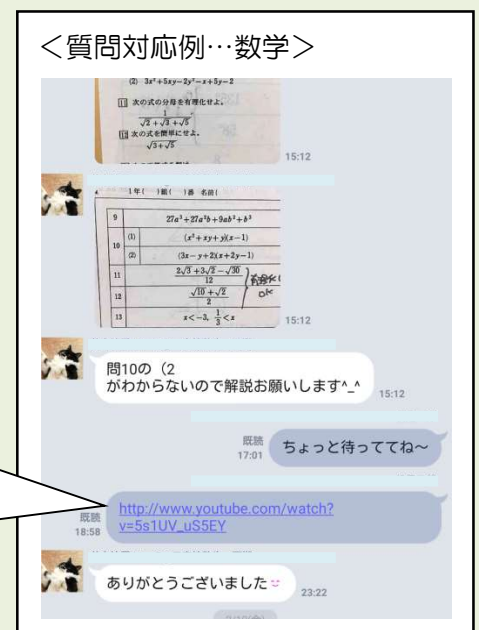 ＜質問対応例…数学＞
(2) 3x²+5xy−2y²−x+5y−2
11 次の式の分母を有理化せよ。
1/(√2+√3+√5)
12 次の式を簡単にせよ。
√(3+√5)
15:12
1年( )組( )番 名前(
9 27a³+27a²b+9ab²+b³
10 (1) (x²+xy+y)(x−1)
(2) (3x−y+2)(x+2y−1)
11 (2√3+3√2−√30)/12
12 (√10+√2)/2
OK
13 x<−3, 1/3<x
15:12
問10の（2
がわからないので解説お願いします^_^
15:12
既読
17:01
ちょっと待っててね～
既読
18:58
http://www.youtube.com/watch?
v=5s1UV_uS5EY
ありがとうございました
23:22